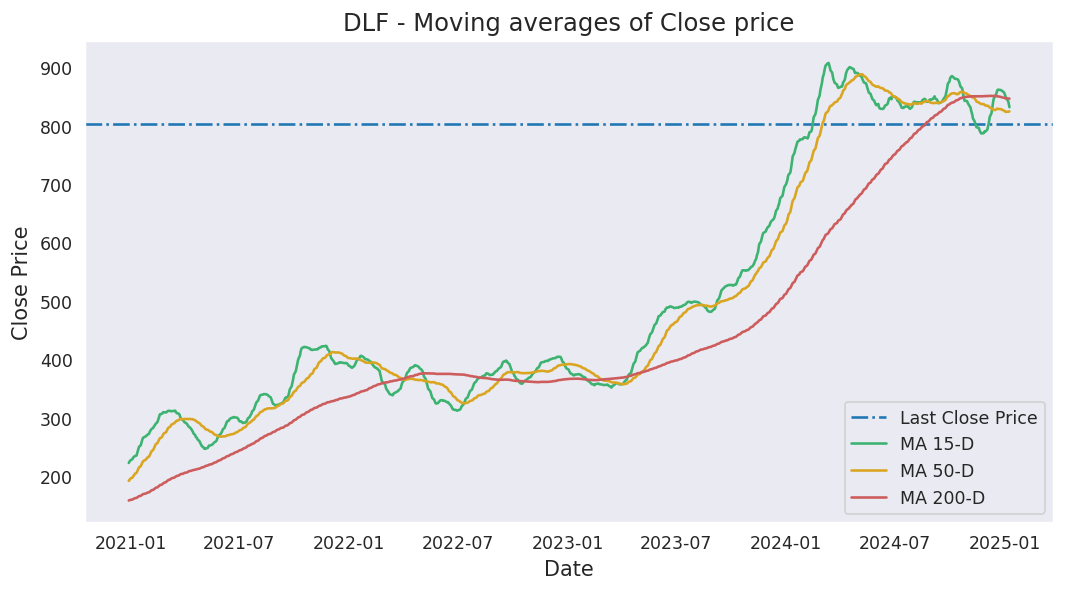 DLF - Moving averages of Close price
900
800
700
600
500
400
300
200
Close Price
2021-01 2021-07 2022-01 2022-07 2023-01 2023-07 2024-01 2024-07 2025-01
Date
Last Close Price
MA 15-D
MA 50-D
MA 200-D